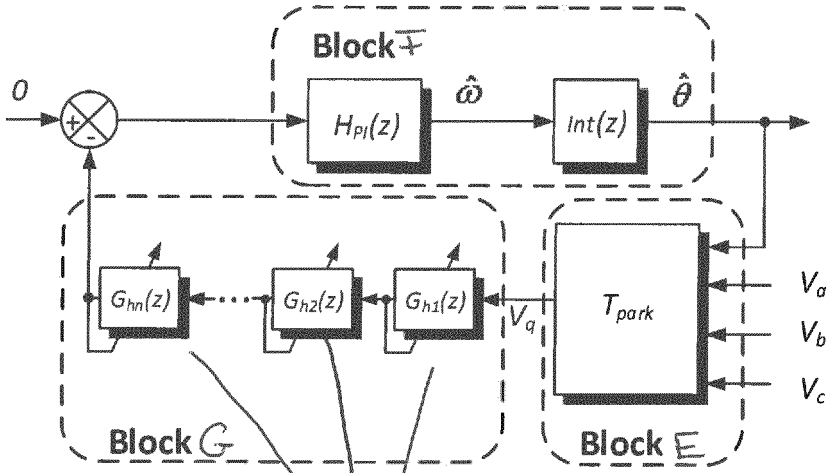 Block F
0
+
-
H_PI(z)
ω̂
Int(z)
θ̂
G_hn(z)
G_h2(z)
G_h1(z)
V_q
T_park
V_a
V_b
V_c
Block G
Block E